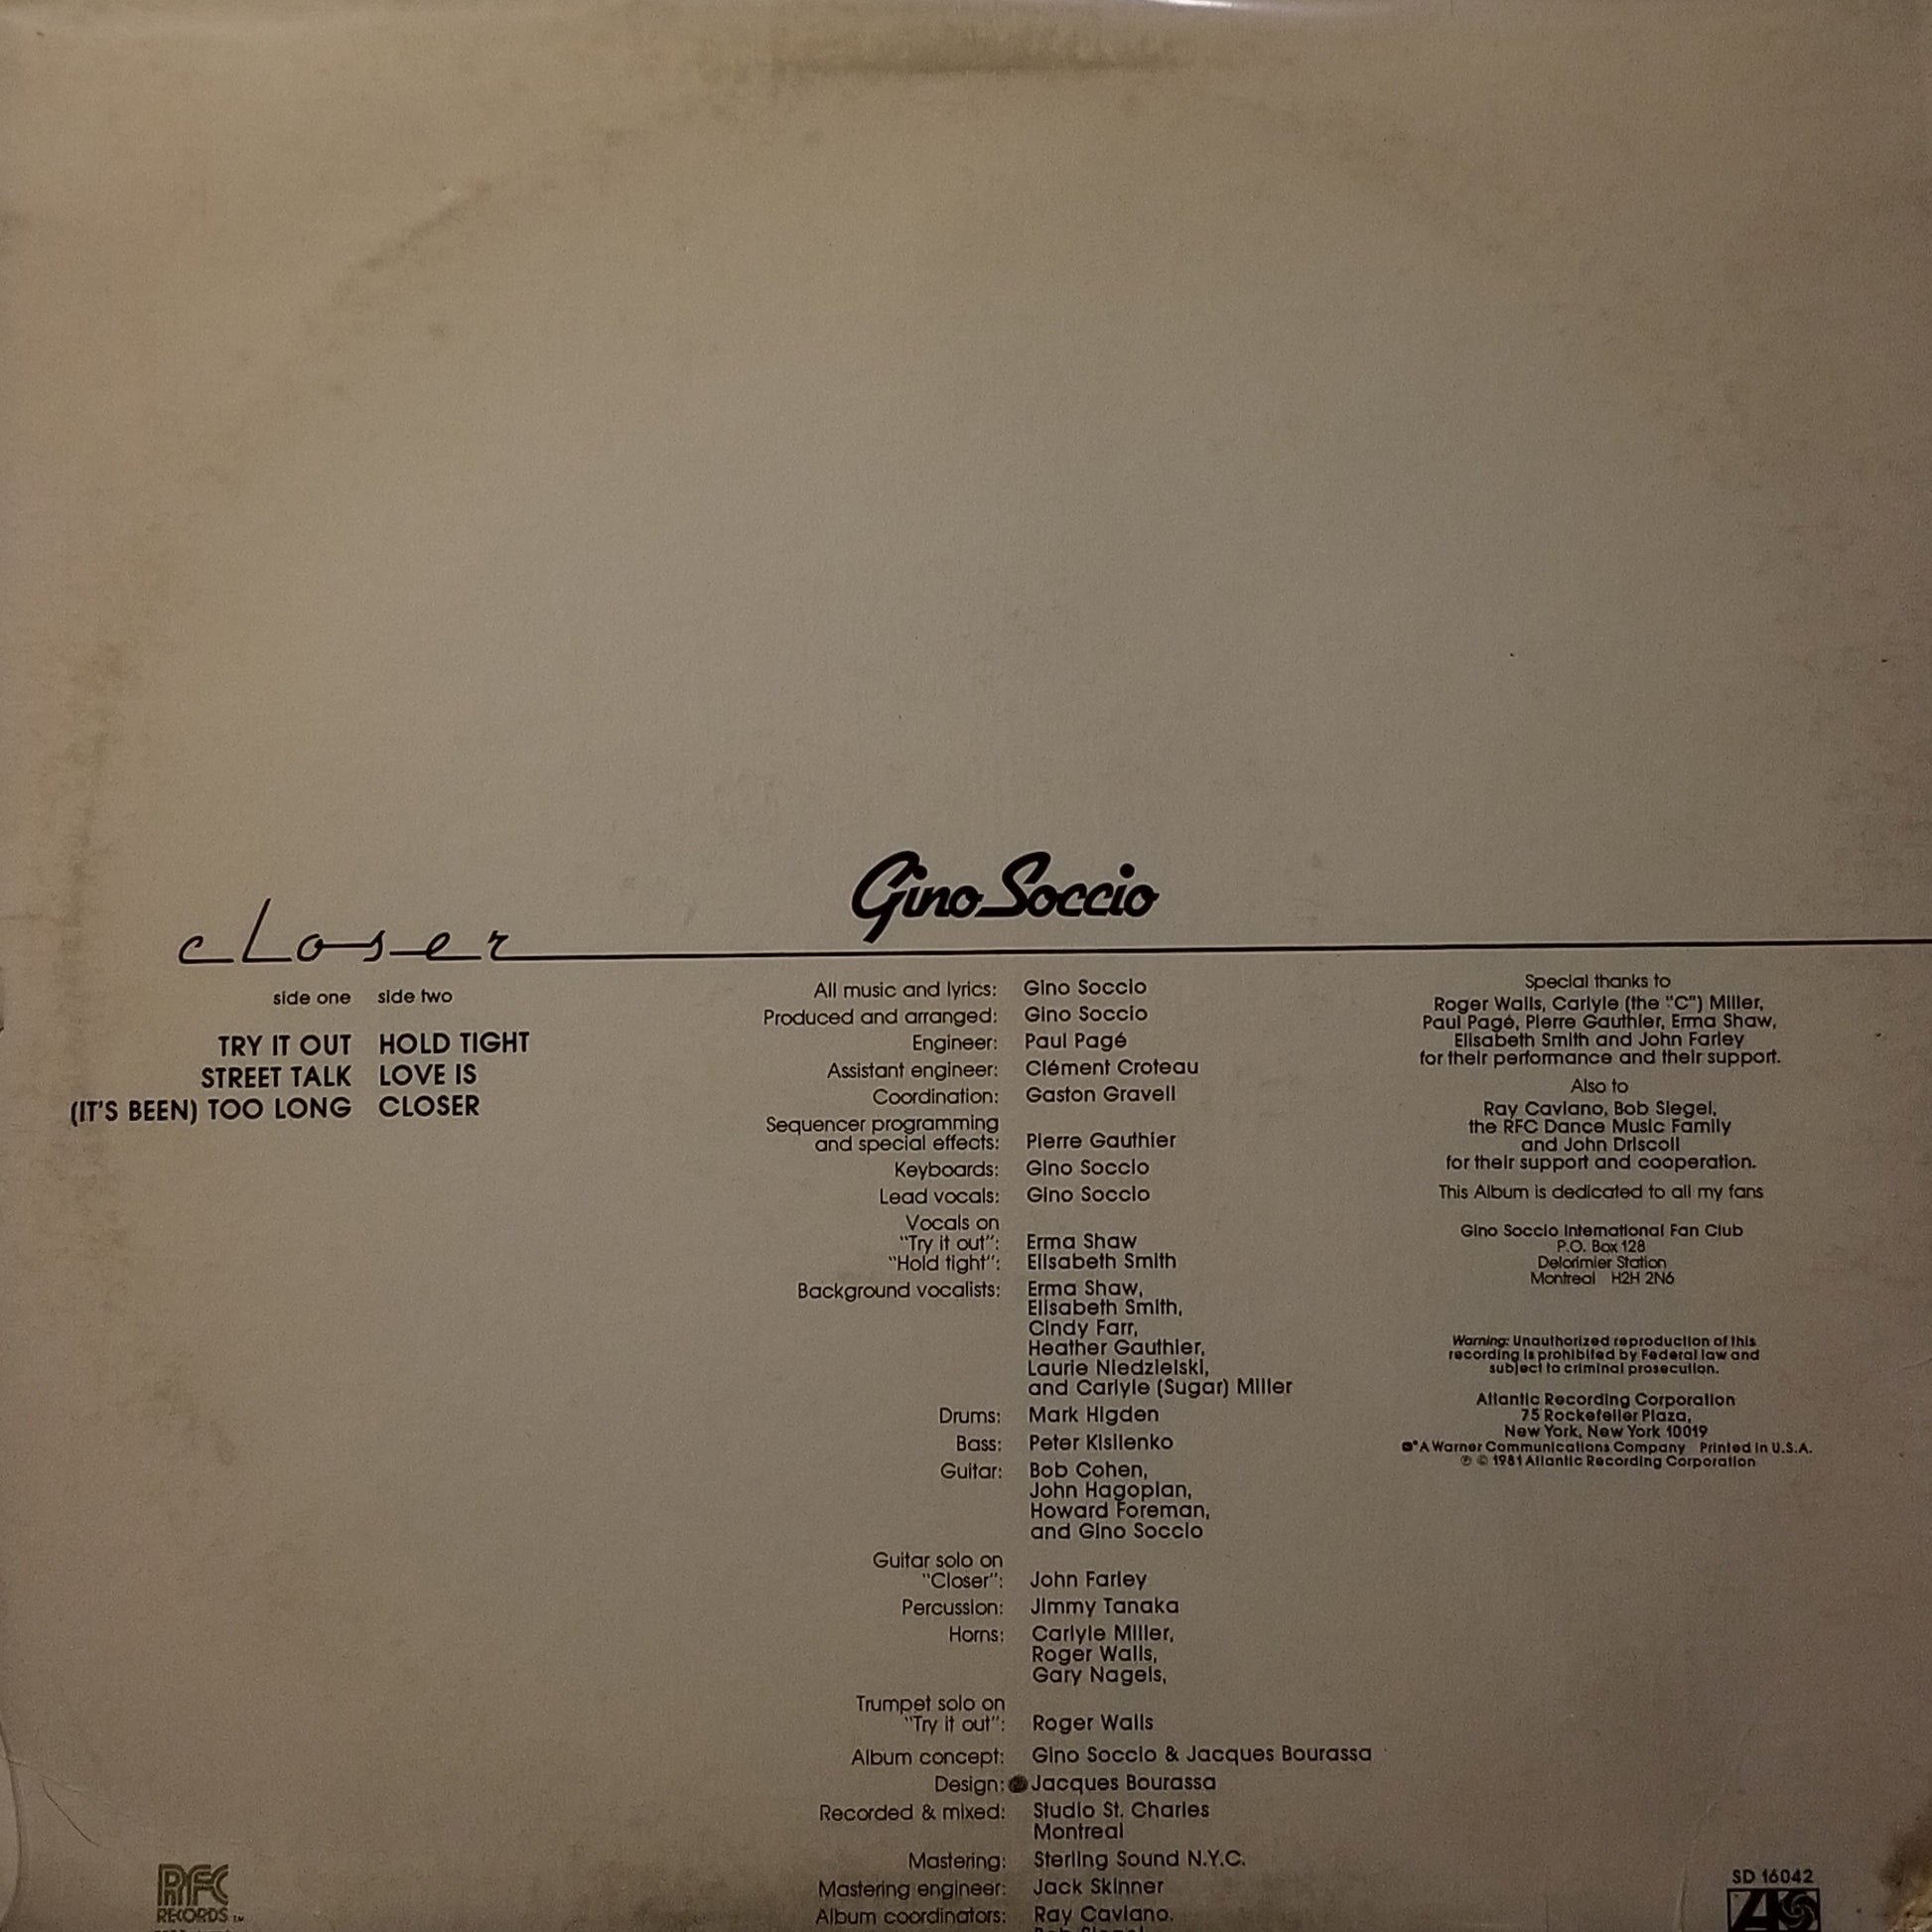 Gino Soccio
closer
side one side two
TRY IT OUT HOLD TIGHT
STREET TALK LOVE IS
(IT'S BEEN) TOO LONG CLOSER
All music and lyrics: Gino Soccio
Produced and arranged: Gino Soccio
Engineer: Paul Pagé
Assistant engineer: Clément Croteau
Coordination: Gaston Gravell
Sequencer programming
and special effects: Pierre Gauthier
Keyboards: Gino Soccio
Lead vocals: Gino Soccio
Vocals on
"Try it out": Erma Shaw
"Hold tight": Elisabeth Smith
Background vocalists: Erma Shaw,
Elisabeth Smith,
Cindy Farr,
Heather Gauthier,
Laurie Niedzielski,
and Carlyle (Sugar) Miller
Drums: Mark Higden
Bass: Peter Kisilenko
Guitar: Bob Cohen,
John Hagopian,
Howard Foreman,
and Gino Soccio
Guitar solo on
"Closer": John Farley
Percussion: Jimmy Tanaka
Horns: Carlyle Miller,
Roger Walls,
Gary Nagels,
Trumpet solo on
"Try it out": Roger Walls
Album concept: Gino Soccio & Jacques Bourassa
Design: Jacques Bourassa
Recorded & mixed: Studio St. Charles
Montreal
Mastering: Sterling Sound N.Y.C.
Mastering engineer: Jack Skinner
Album coordinators: Ray Caviano,
Special thanks to
Roger Walls, Carlyle (the "C") Miller,
Paul Pagé, Pierre Gauthier, Erma Shaw,
Elisabeth Smith and John Farley
for their performance and their support.
Also to
Ray Caviano, Bob Siegel,
the RFC Dance Music Family
and John Driscoll
for their support and cooperation.
This Album is dedicated to all my fans
Gino Soccio International Fan Club
P.O. Box 128
Delorimier Station
Montreal H2H 2N6
Warning: Unauthorized reproduction of this
recording is prohibited by Federal law and
subject to criminal prosecution.
Atlantic Recording Corporation
75 Rockefeller Plaza,
New York, New York 10019
A Warner Communications Company Printed in U.S.A.
℗ © 1981 Atlantic Recording Corporation
RFC
RECORDS TM
SD 16042